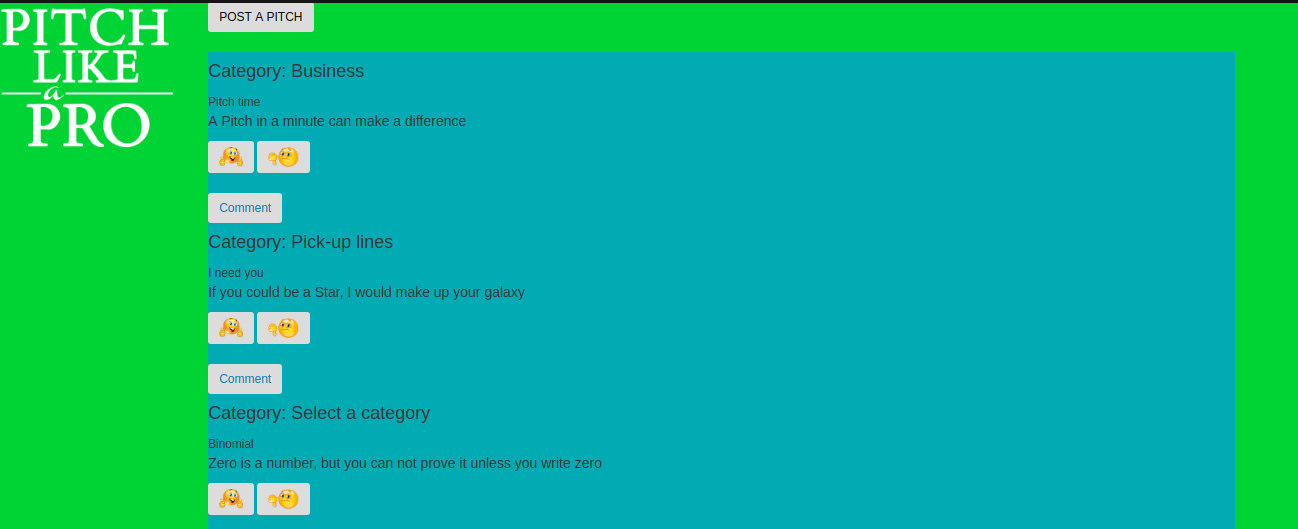 PITCH
LIKE
a
PRO
POST A PITCH
Category: Business
Pitch time
A Pitch in a minute can make a difference
Comment
Category: Pick-up lines
I need you
If you could be a Star, I would make up your galaxy
Comment
Category: Select a category
Binomial
Zero is a number, but you can not prove it unless you write zero